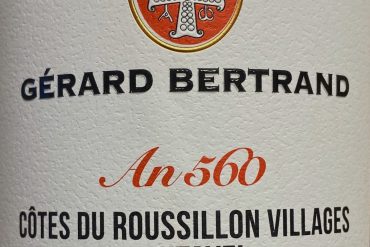 GÉRARD BERTRAND
An 560
CÔTES DU ROUSSILLON VILLAGES